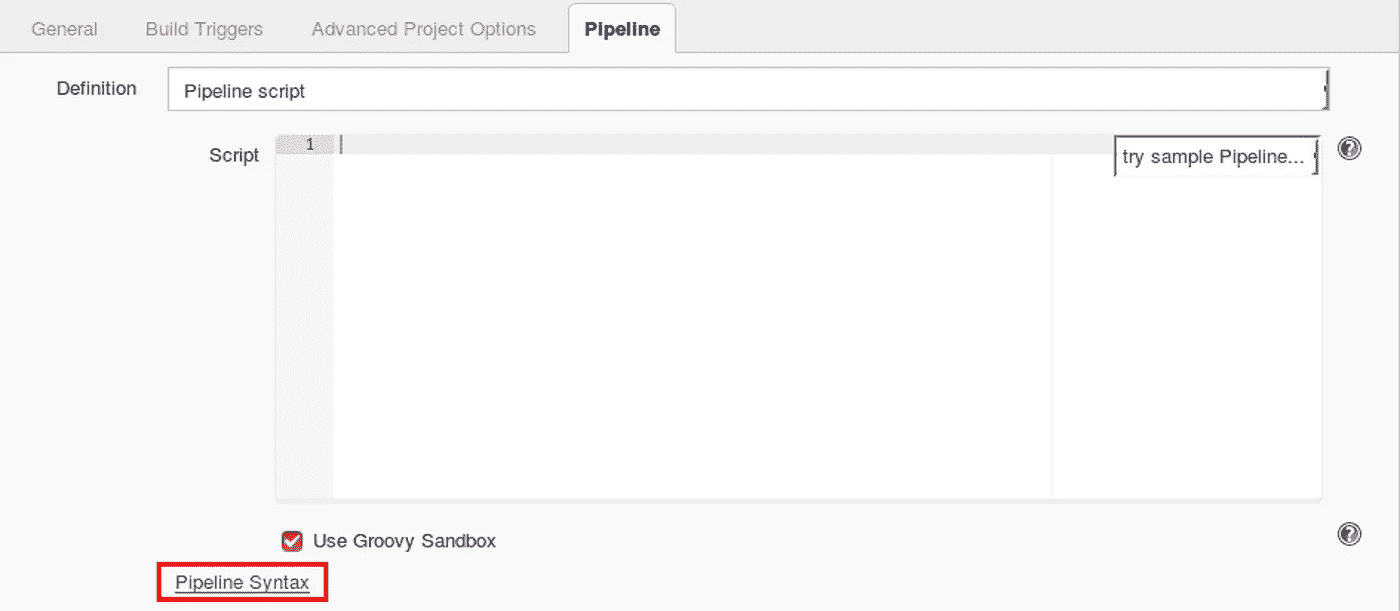 General Build Triggers Advanced Project Options Pipeline
Definition Pipeline script
Script 1 try sample Pipeline... ?
Use Groovy Sandbox ?
Pipeline Syntax